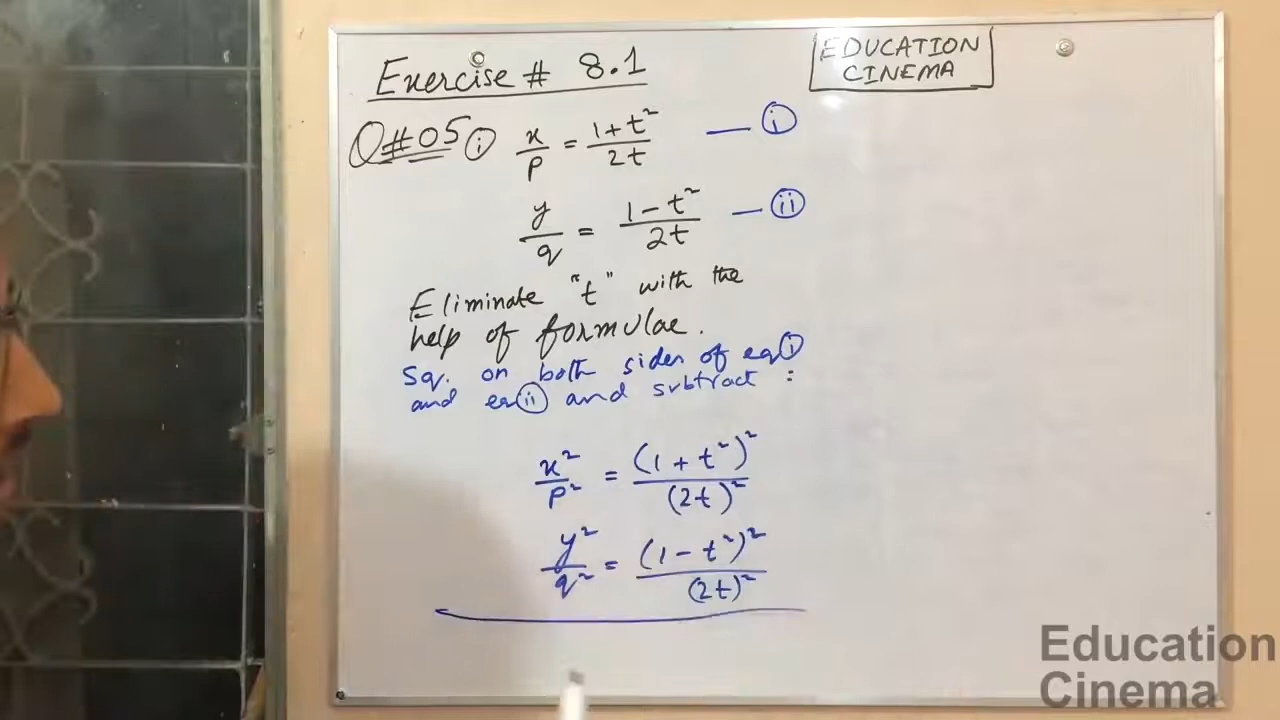 Exercise # 8.1
EDUCATION
CINEMA
Q#05 (i) x/p = (1+t²)/2t — (i)
y/q = (1-t²)/2t — (ii)
Eliminate "t" with the
help of formulae.
Sq. on both sides of eq(i)
and eq(ii) and subtract :
x²/p² = (1+t²)²/(2t)²
y²/q² = (1-t²)²/(2t)²
Education
Cinema